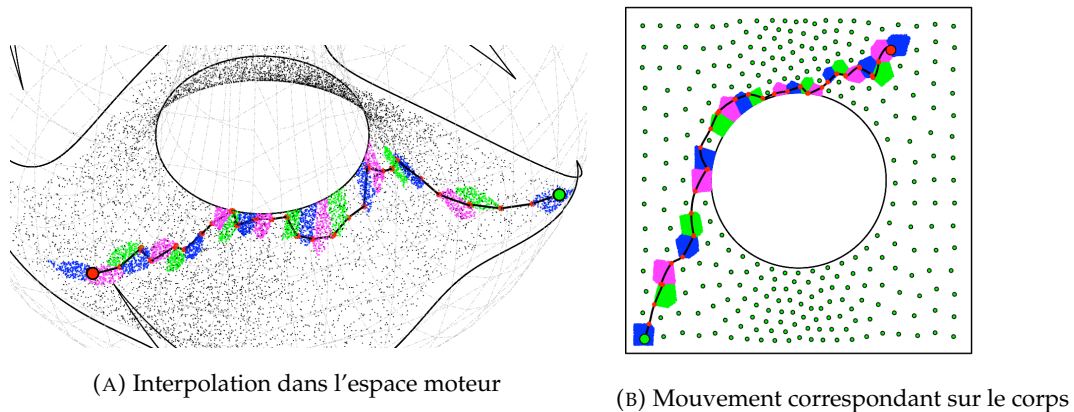 (A) Interpolation dans l'espace moteur
(B) Mouvement correspondant sur le corps